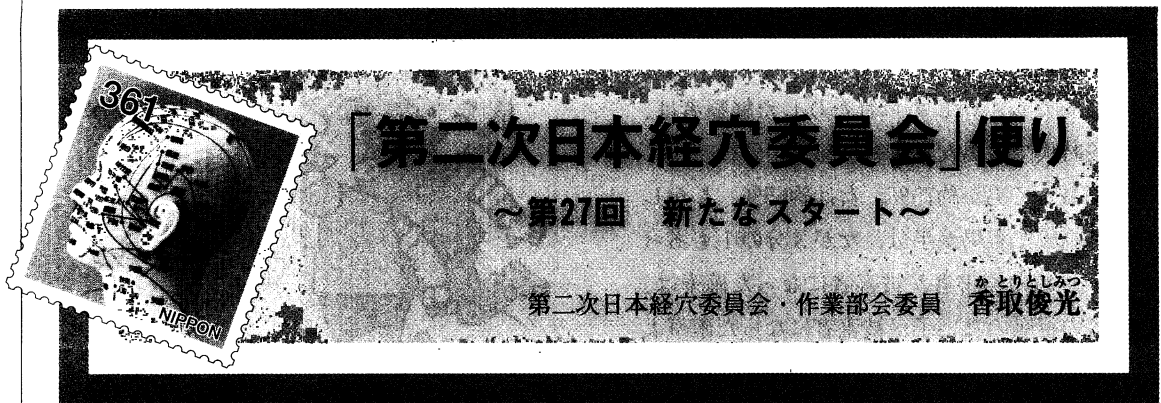 361
NIPPON
「第二次日本経穴委員会」便り
〜第27回 新たなスタート〜
かとりとしみつ
第二次日本経穴委員会・作業部会委員 香取俊光